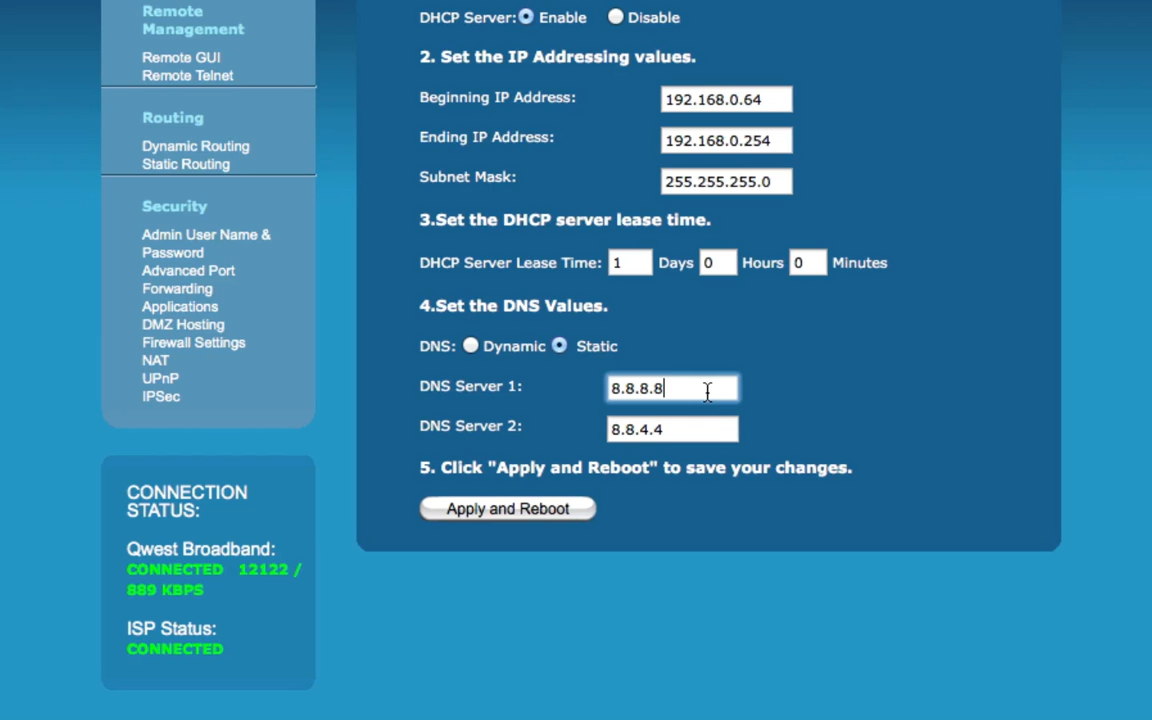 Remote
Management
Remote GUI
Remote Telnet
Routing
Dynamic Routing
Static Routing
Security
Admin User Name &
Password
Advanced Port
Forwarding
Applications
DMZ Hosting
Firewall Settings
NAT
UPnP
IPSec
CONNECTION
STATUS:
Qwest Broadband:
CONNECTED 12122 /
889 KBPS
ISP Status:
CONNECTED
DHCP Server: Enable Disable
2. Set the IP Addressing values.
Beginning IP Address: 192.168.0.64
Ending IP Address: 192.168.0.254
Subnet Mask: 255.255.255.0
3.Set the DHCP server lease time.
DHCP Server Lease Time: 1 Days 0 Hours 0 Minutes
4.Set the DNS Values.
DNS: Dynamic Static
DNS Server 1: 8.8.8.8
DNS Server 2: 8.8.4.4
5. Click "Apply and Reboot" to save your changes.
Apply and Reboot